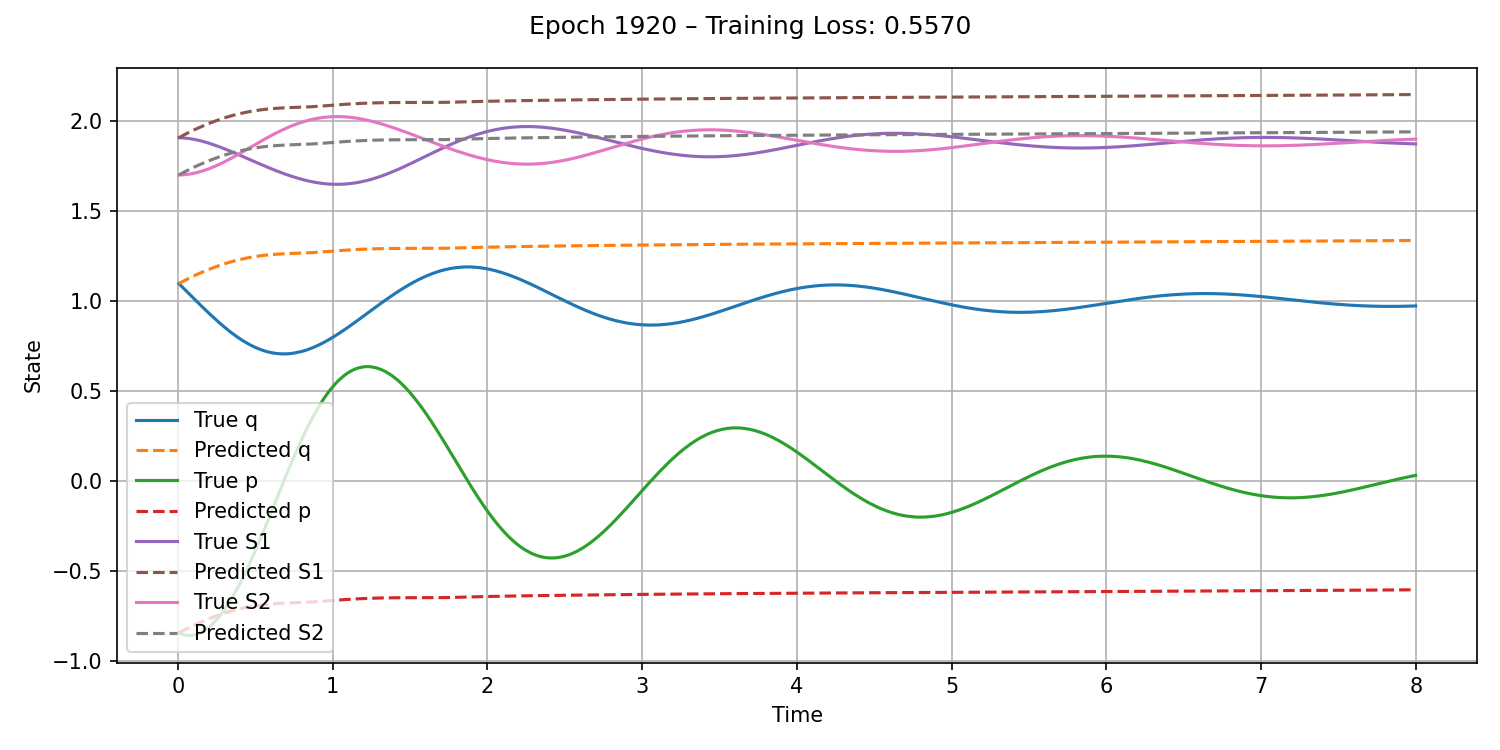 Epoch 1920 – Training Loss: 0.5570
State
2.0
1.5
1.0
0.5
0.0
−0.5
−1.0
True q
Predicted q
True p
Predicted p
True S1
Predicted S1
True S2
Predicted S2
0 1 2 3 4 5 6 7 8
Time